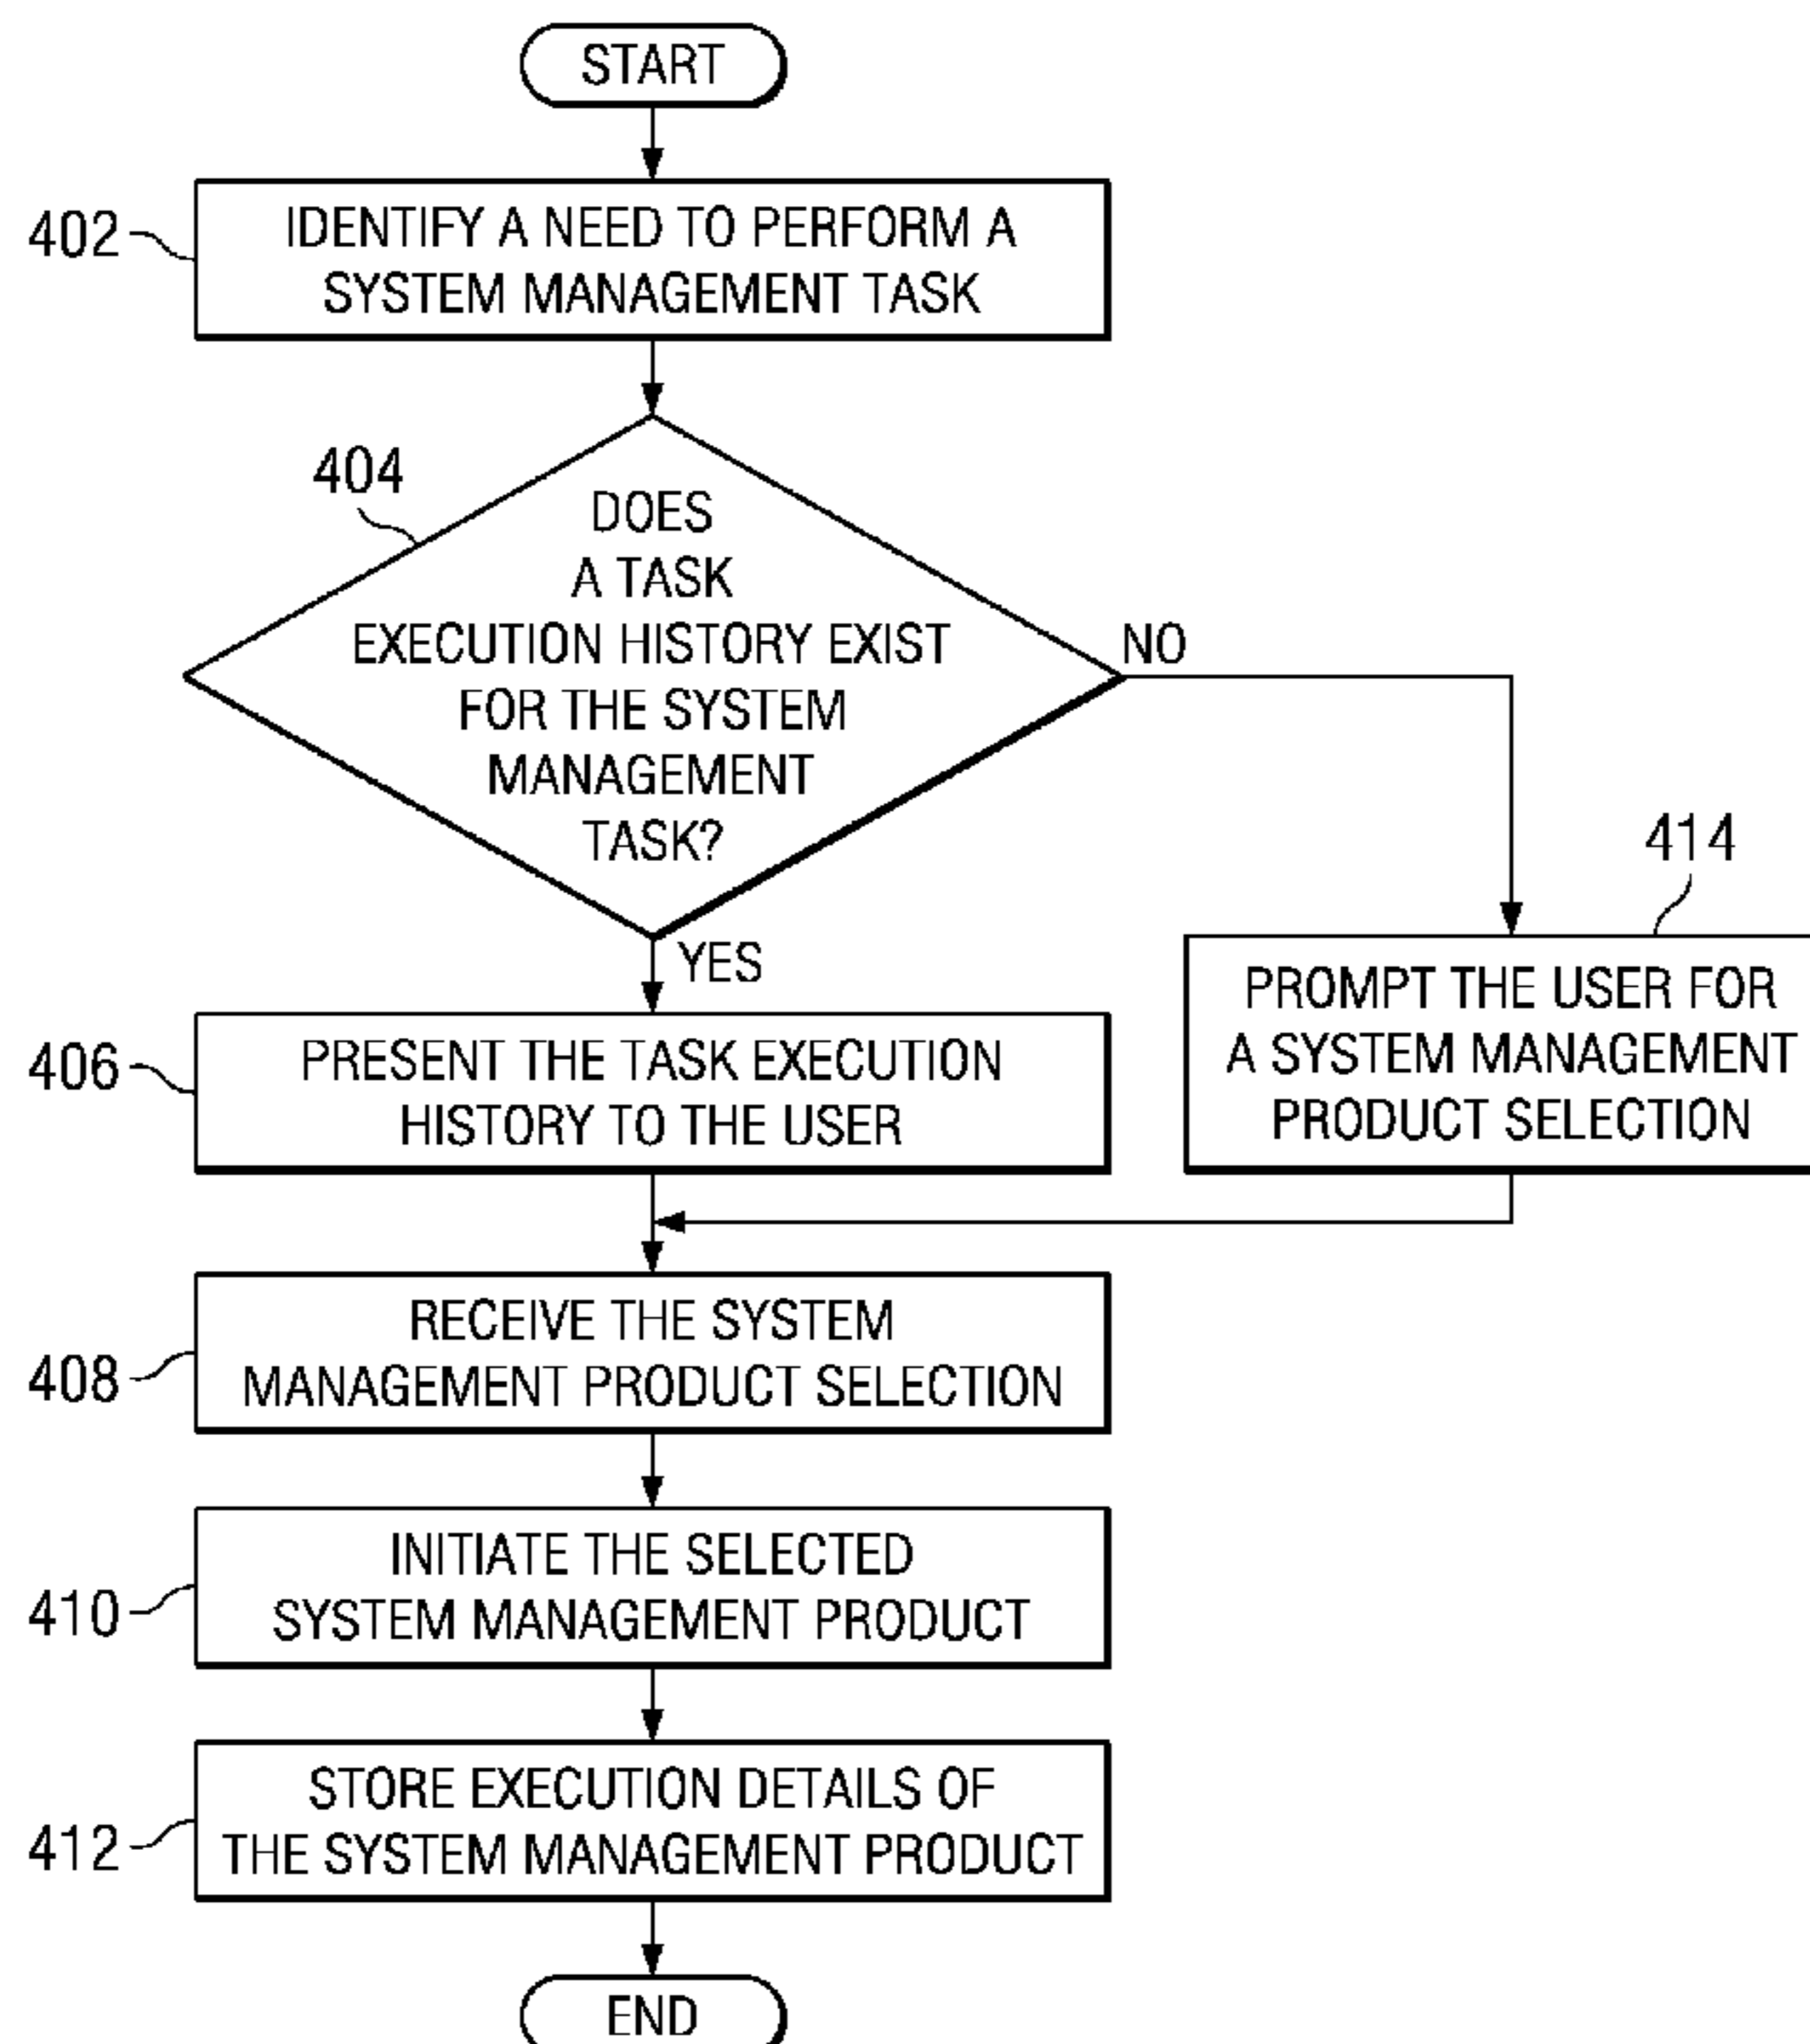 START
402
IDENTIFY A NEED TO PERFORM A
SYSTEM MANAGEMENT TASK
404
DOES
A TASK
EXECUTION HISTORY EXIST
FOR THE SYSTEM
MANAGEMENT
TASK?
NO
YES
414
PROMPT THE USER FOR
A SYSTEM MANAGEMENT
PRODUCT SELECTION
406
PRESENT THE TASK EXECUTION
HISTORY TO THE USER
408
RECEIVE THE SYSTEM
MANAGEMENT PRODUCT SELECTION
410
INITIATE THE SELECTED
SYSTEM MANAGEMENT PRODUCT
412
STORE EXECUTION DETAILS OF
THE SYSTEM MANAGEMENT PRODUCT
END